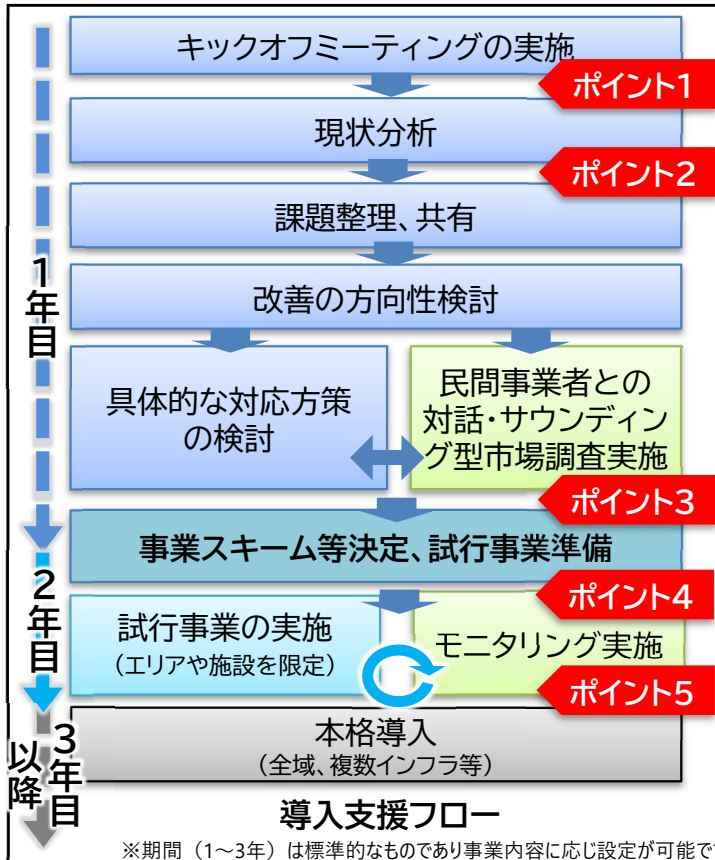 キックオフミーティングの実施
ポイント1
現状分析
ポイント2
課題整理、共有
1年目
改善の方向性検討
具体的な対応方策
の検討
民間事業者との
対話・サウンディン
グ型市場調査実施
ポイント3
事業スキーム等決定、試行事業準備
ポイント4
2年目
試行事業の実施
(エリアや施設を限定)
モニタリング実施
ポイント5
3年目
以降
本格導入
(全域、複数インフラ等)
導入支援フロー
※期間（1～3年）は標準的なものであり事業内容に応じ設定が可能で